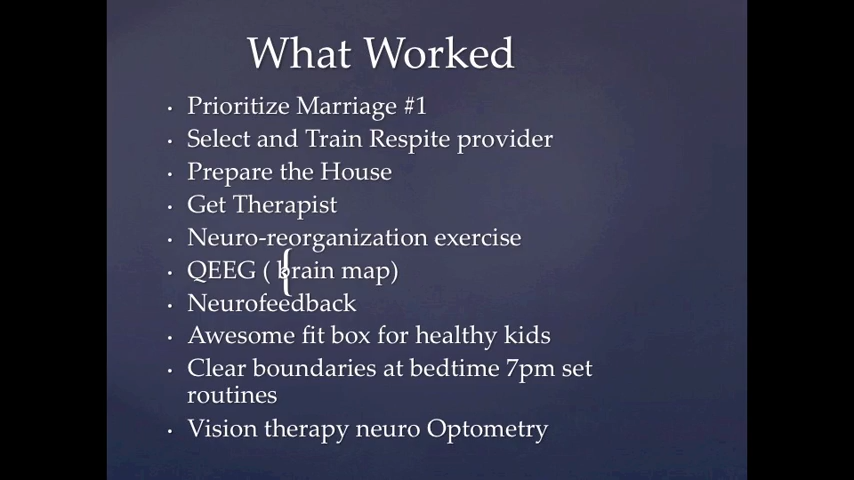 What Worked
• Prioritize Marriage #1
• Select and Train Respite provider
• Prepare the House
• Get Therapist
• Neuro-reorganization exercise
• QEEG ( brain map)
{
• Neurofeedback
• Awesome fit box for healthy kids
• Clear boundaries at bedtime 7pm set
routines
• Vision therapy neuro Optometry